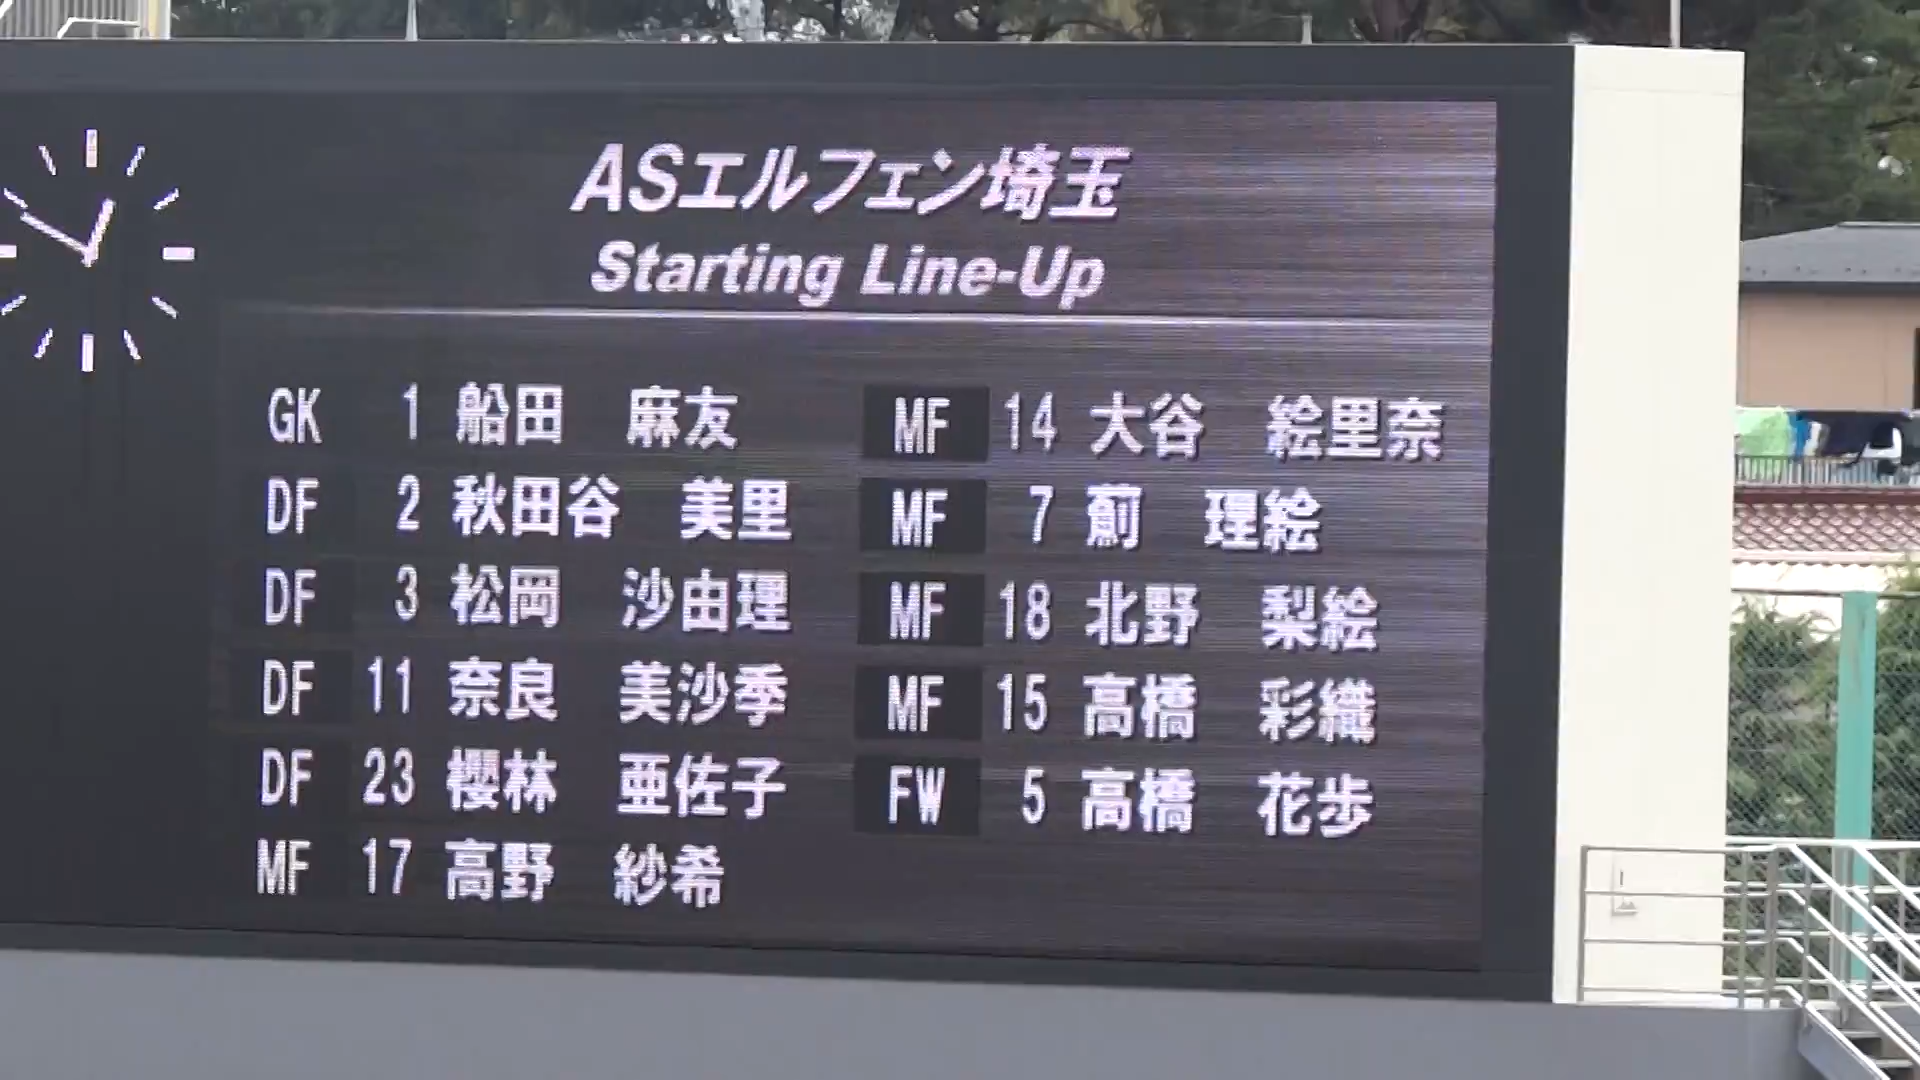 ASエルフェン埼玉
Starting Line-Up
GK 1 船田 麻友
DF 2 秋田谷 美里
DF 3 松岡 沙由理
DF 11 奈良 美沙季
DF 23 櫻林 亜佐子
MF 17 高野 紗希
MF 14 大谷 絵里奈
MF 7 薊 理絵
MF 18 北野 梨絵
MF 15 高橋 彩織
FW 5 高橋 花歩